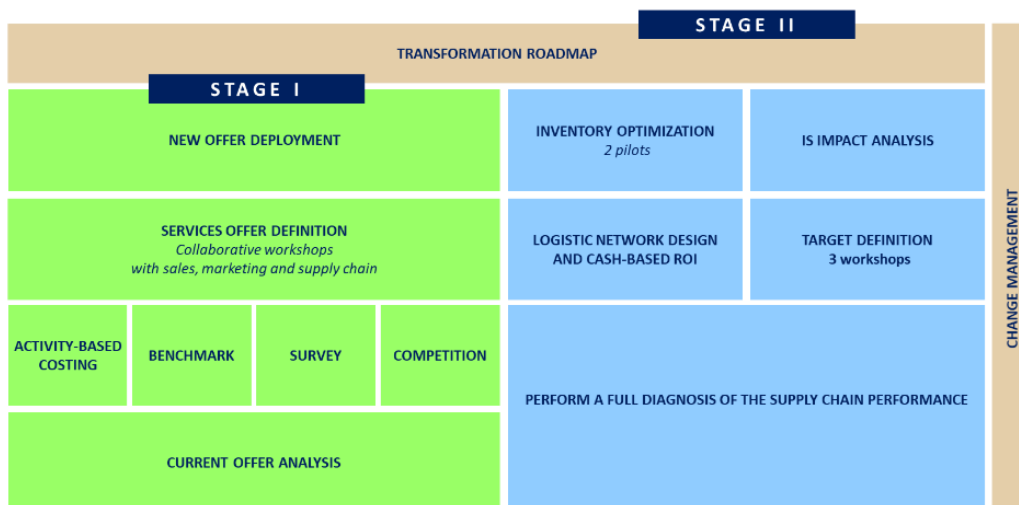 STAGE II
TRANSFORMATION ROADMAP
STAGE I
NEW OFFER DEPLOYMENT
INVENTORY OPTIMIZATION
2 pilots
IS IMPACT ANALYSIS
SERVICES OFFER DEFINITION
Collaborative workshops
with sales, marketing and supply chain
LOGISTIC NETWORK DESIGN
AND CASH-BASED ROI
TARGET DEFINITION
3 workshops
ACTIVITY-BASED
COSTING
BENCHMARK
SURVEY
COMPETITION
PERFORM A FULL DIAGNOSIS OF THE SUPPLY CHAIN PERFORMANCE
CURRENT OFFER ANALYSIS
CHANGE MANAGEMENT